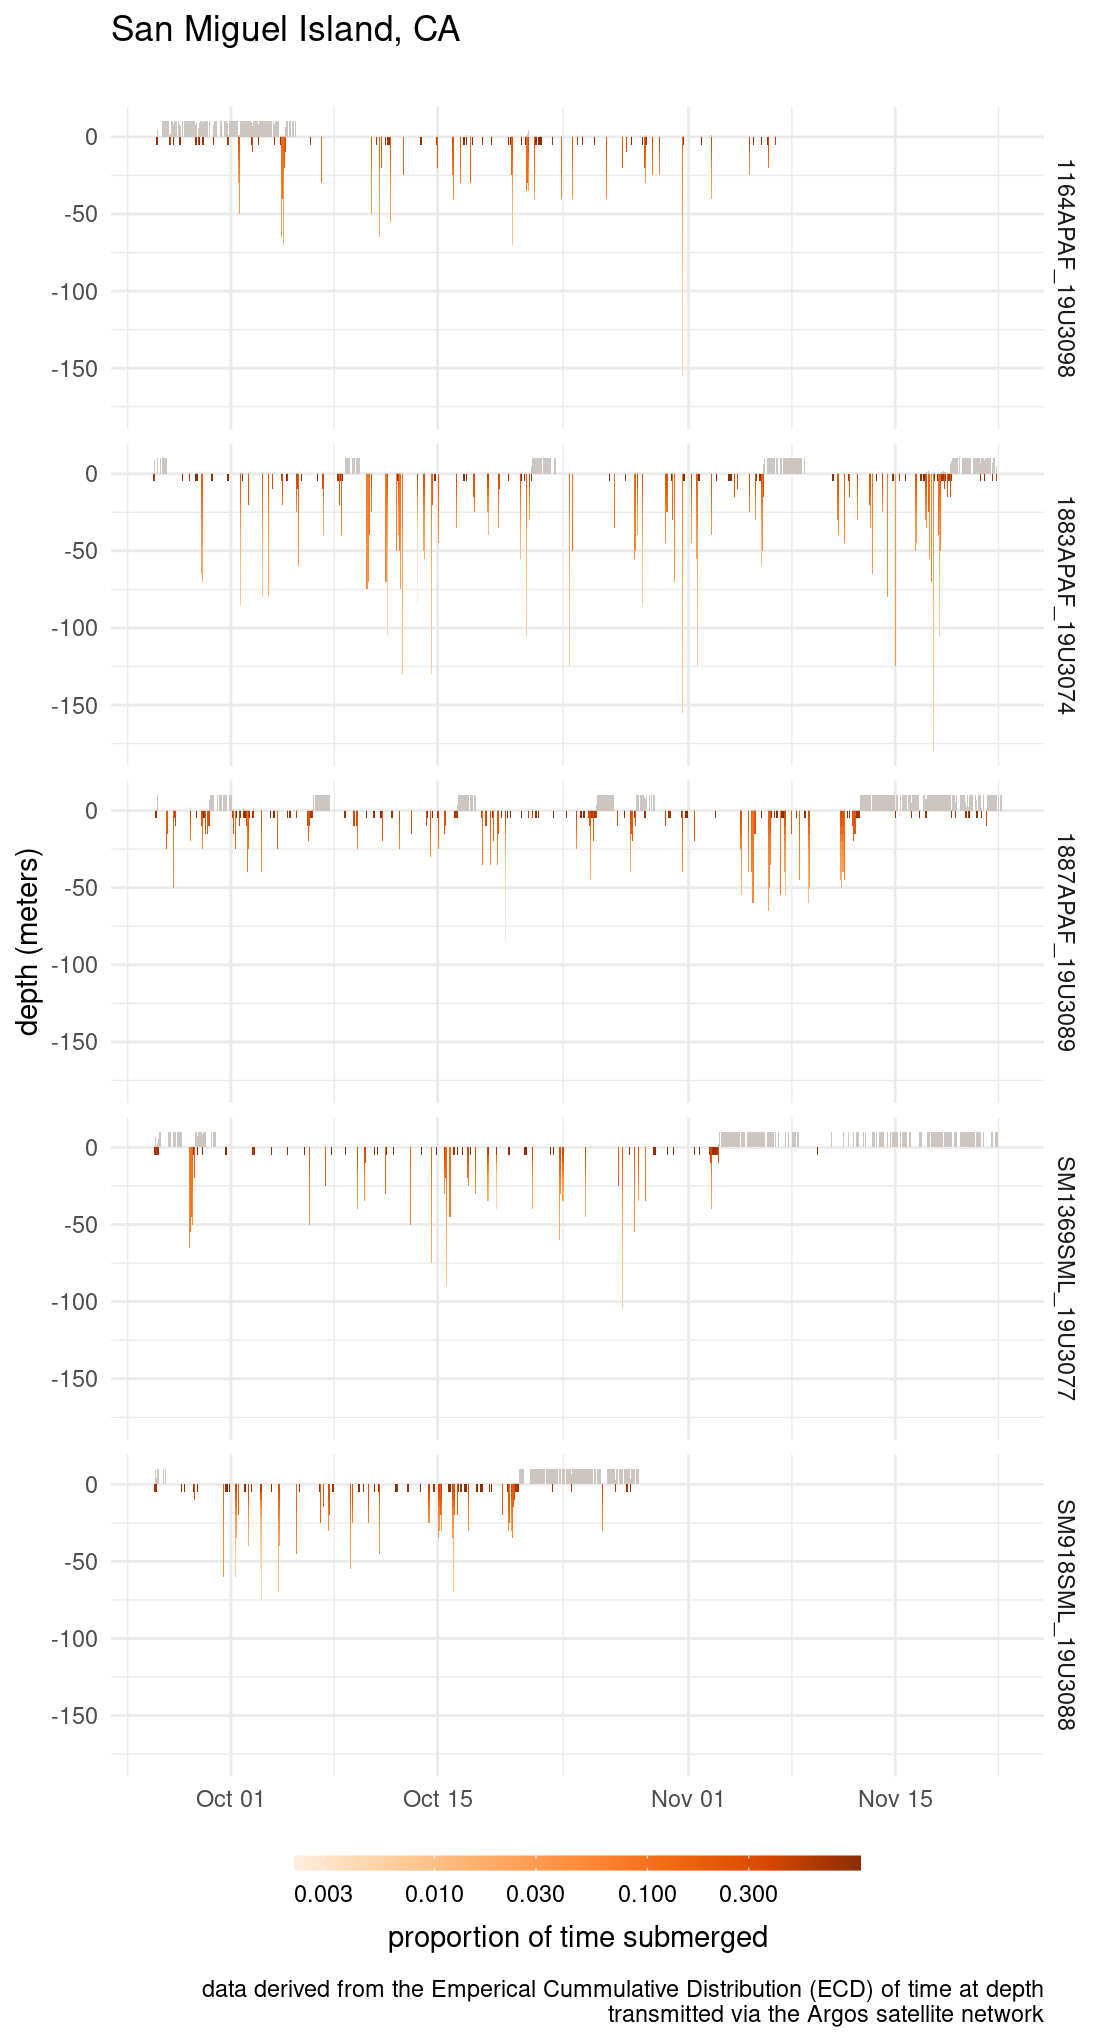 San Miguel Island, CA
0
-50
-100
-150
1164APAF_19U3098
0
-50
-100
-150
1883APAF_19U3074
0
-50
-100
-150
1887APAF_19U3089
depth (meters)
0
-50
-100
-150
SM1369SML_19U3077
0
-50
-100
-150
SM918SML_19U3088
Oct 01 Oct 15 Nov 01 Nov 15
0.003 0.010 0.030 0.100 0.300
proportion of time submerged
data derived from the Emperical Cummulative Distribution (ECD) of time at depth
transmitted via the Argos satellite network